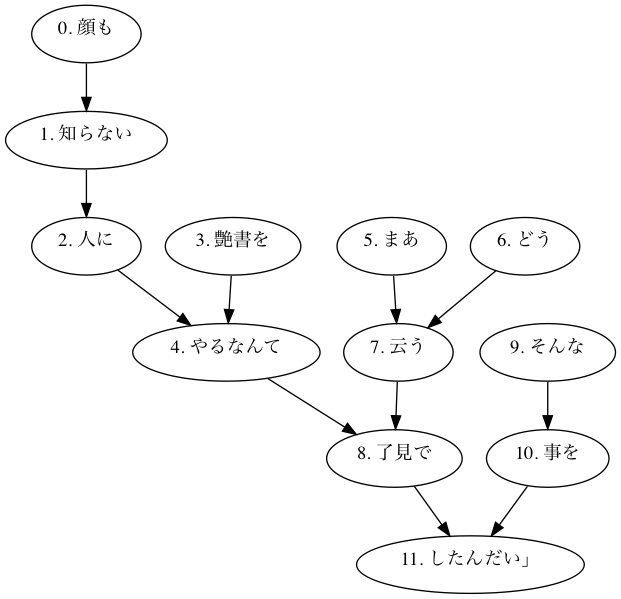 0. 顔も
1. 知らない
2. 人に
3. 艶書を
5. まあ
6. どう
4. やるなんて
7. 云う
9. そんな
8. 了見で
10. 事を
11. したんだい」